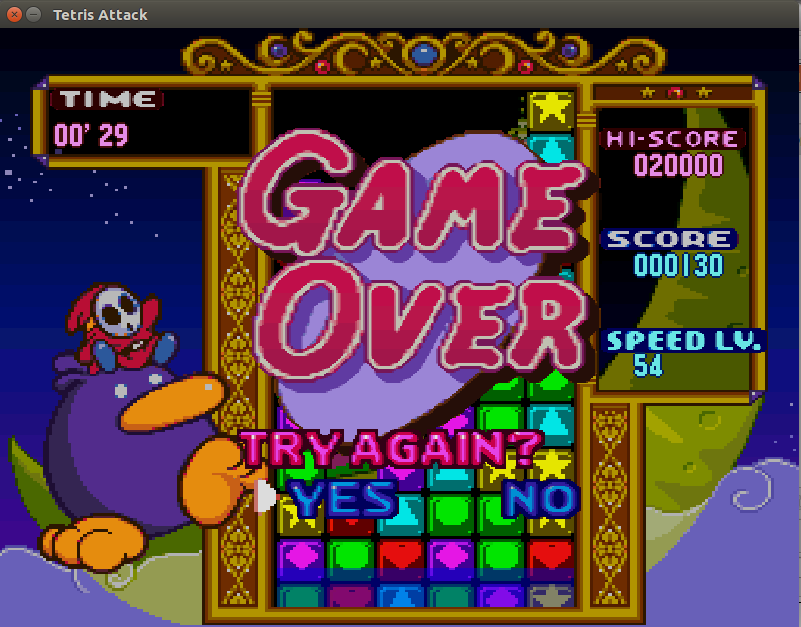 Tetris Attack
TIME
00' 29
HI-SCORE
020000
SCORE
000130
SPEED LV.
54
GAME
OVER
TRY AGAIN?
YES NO